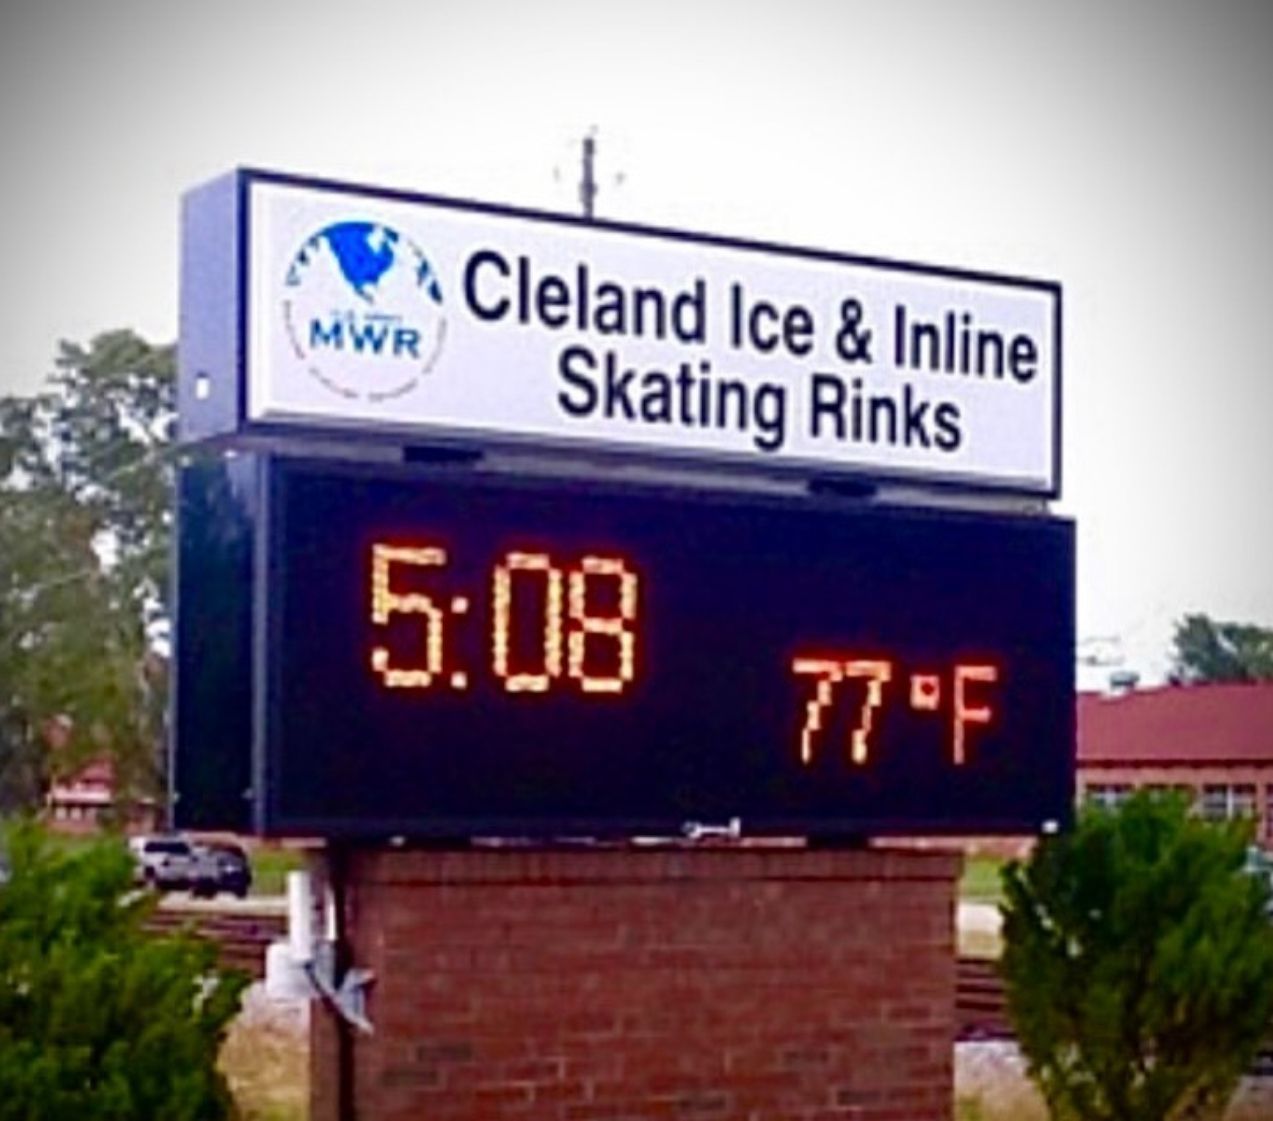 MWR
Cleland Ice & Inline
Skating Rinks
5:08
77°F